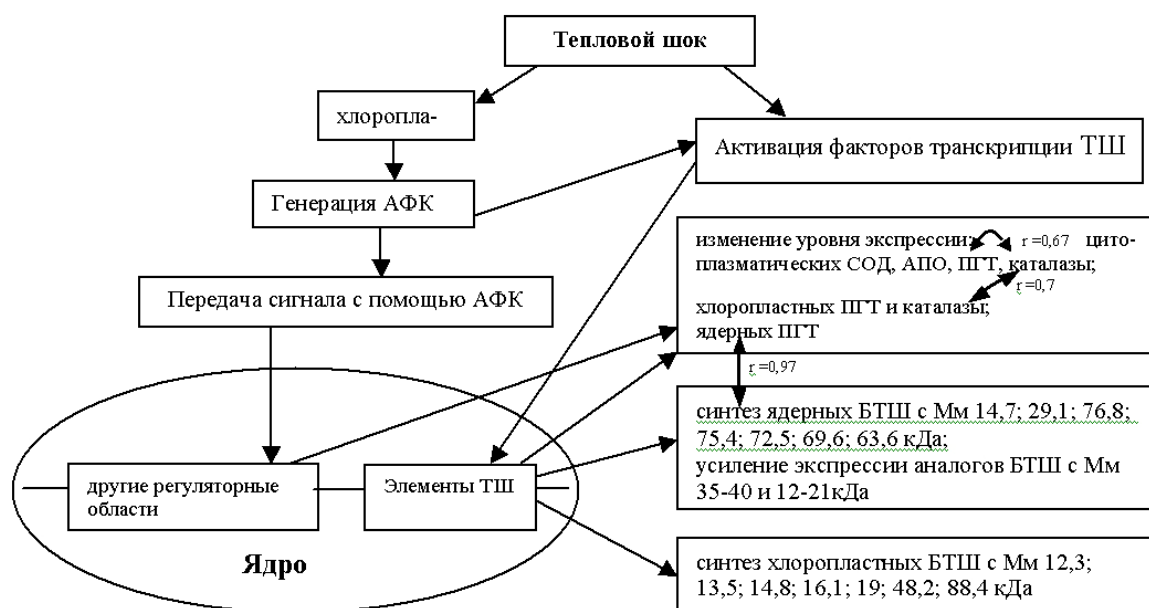 Тепловой шок
хлоропла-
Активация факторов транскрипции ТШ
Генерация АФК
Передача сигнала с помощью АФК
изменение уровня экспрессии: r =0,67 цито-
плазматических СОД, АПО, ПГТ, каталазы;
r =0,7
хлоропластных ПГТ и каталазы;
ядерных ПГТ
r =0,97
синтез ядерных БТШ с Мм 14,7; 29,1; 76,8;
75,4; 72,5; 69,6; 63,6 кДа;
усиление экспрессии аналогов БТШ с Мм
35-40 и 12-21кДа
другие регуляторные
области
Элементы ТШ
Ядро
синтез хлоропластных БТШ с Мм 12,3;
13,5; 14,8; 16,1; 19; 48,2; 88,4 кДа